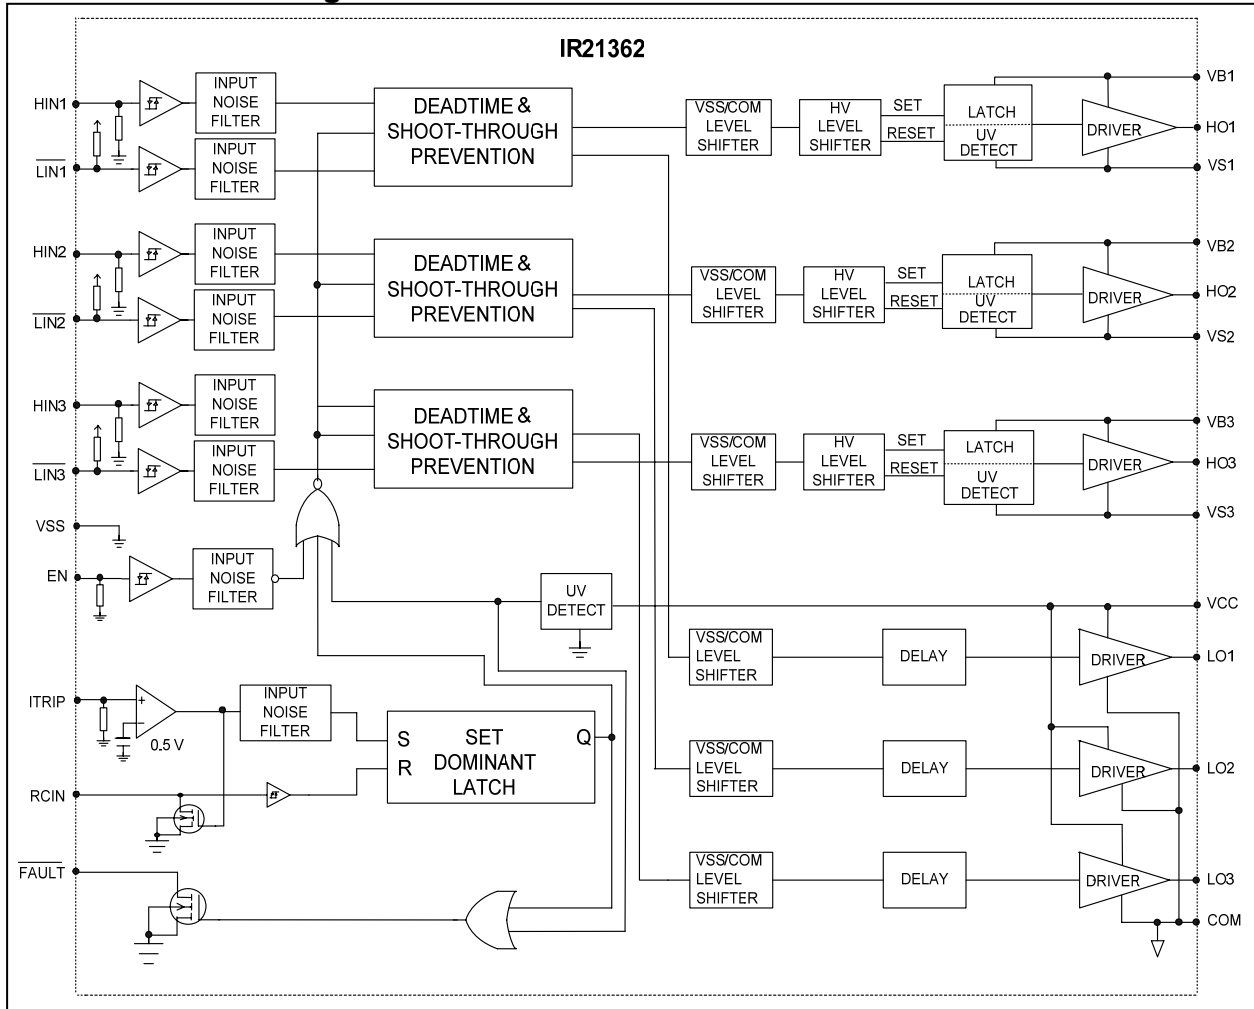 IR21362
HIN1
INPUT
NOISE
FILTER
DEADTIME &
SHOOT-THROUGH
PREVENTION
VSS/COM
LEVEL
SHIFTER
HV
LEVEL
SHIFTER
SET
RESET
LATCH
UV
DETECT
DRIVER
VB1
HO1
VS1
LIN1
INPUT
NOISE
FILTER
HIN2
INPUT
NOISE
FILTER
DEADTIME &
SHOOT-THROUGH
PREVENTION
VSS/COM
LEVEL
SHIFTER
HV
LEVEL
SHIFTER
SET
RESET
LATCH
UV
DETECT
DRIVER
VB2
HO2
VS2
LIN2
INPUT
NOISE
FILTER
HIN3
INPUT
NOISE
FILTER
DEADTIME &
SHOOT-THROUGH
PREVENTION
VSS/COM
LEVEL
SHIFTER
HV
LEVEL
SHIFTER
SET
RESET
LATCH
UV
DETECT
DRIVER
VB3
HO3
VS3
LIN3
INPUT
NOISE
FILTER
VSS
EN
INPUT
NOISE
FILTER
UV
DETECT
VCC
VSS/COM
LEVEL
SHIFTER
DELAY
DRIVER
LO1
ITRIP
+
−
0.5 V
INPUT
NOISE
FILTER
S
R
SET
DOMINANT
LATCH
Q
VSS/COM
LEVEL
SHIFTER
DELAY
DRIVER
LO2
RCIN
FAULT
VSS/COM
LEVEL
SHIFTER
DELAY
DRIVER
LO3
COM